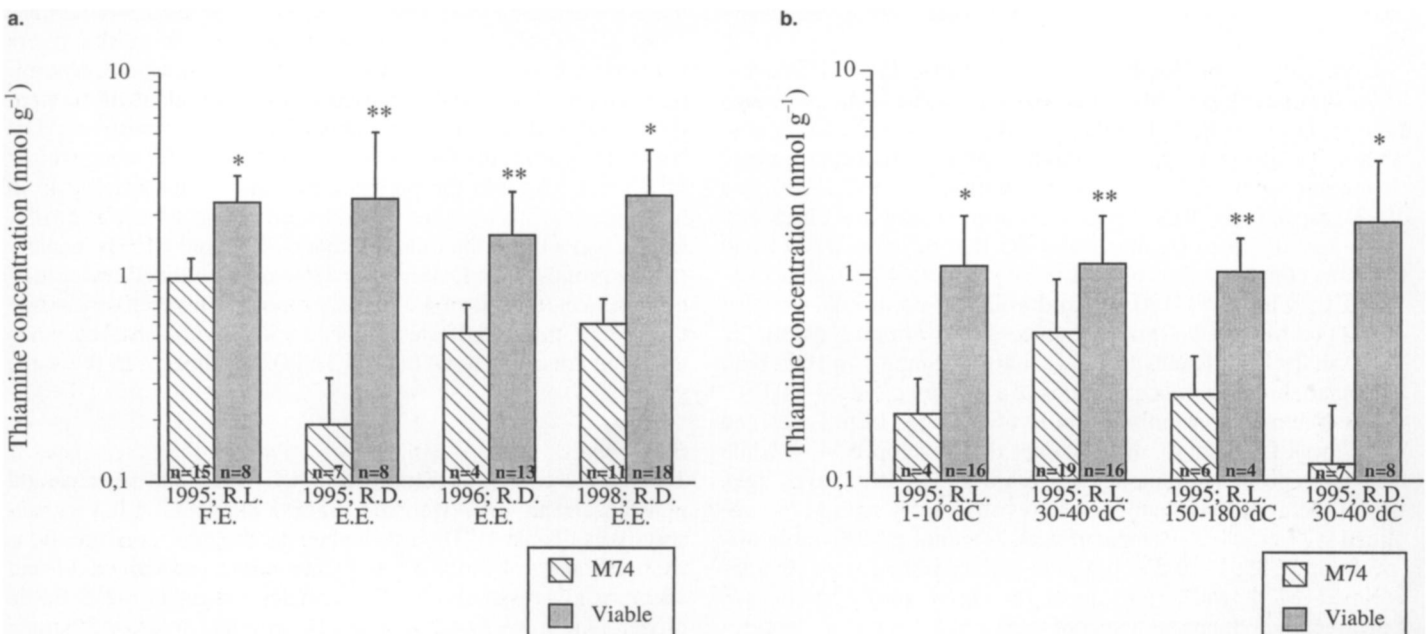 a.
Thiamine concentration (nmol g⁻¹)
10
1
0,1
*
**
**
*
n=15
n=8
n=7
n=8
n=4
n=13
n=11
n=18
1995; R.L.
F.E.
1995; R.D.
E.E.
1996; R.D.
E.E.
1998; R.D.
E.E.
M74
Viable
b.
Thiamine concentration (nmol g⁻¹)
10
1
0,1
*
**
**
*
n=4
n=16
n=19
n=16
n=6
n=4
n=7
n=8
1995; R.L.
1-10°dC
1995; R.L.
30-40°dC
1995; R.L.
150-180°dC
1995; R.D.
30-40°dC
M74
Viable